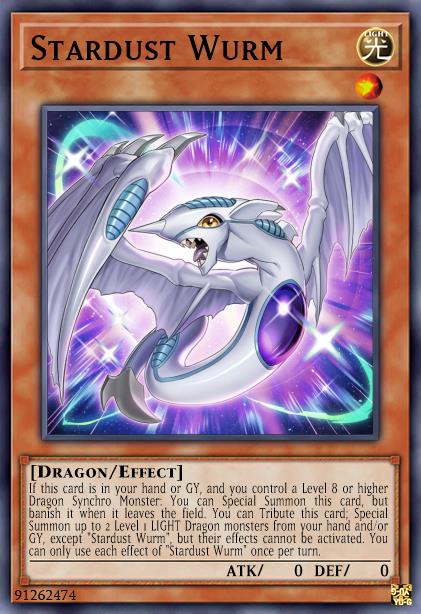 STARDUST WURM
LIGHT
光
[DRAGON/EFFECT]
If this card is in your hand or GY, and you control a Level 8 or higher
Dragon Synchro Monster: You can Special Summon this card, but
banish it when it leaves the field. You can Tribute this card; Special
Summon up to 2 Level 1 LIGHT Dragon monsters from your hand and/or
GY, except "Stardust Wurm", but their effects cannot be activated. You
can only use each effect of "Stardust Wurm" once per turn.
ATK/ 0 DEF/ 0
91262474